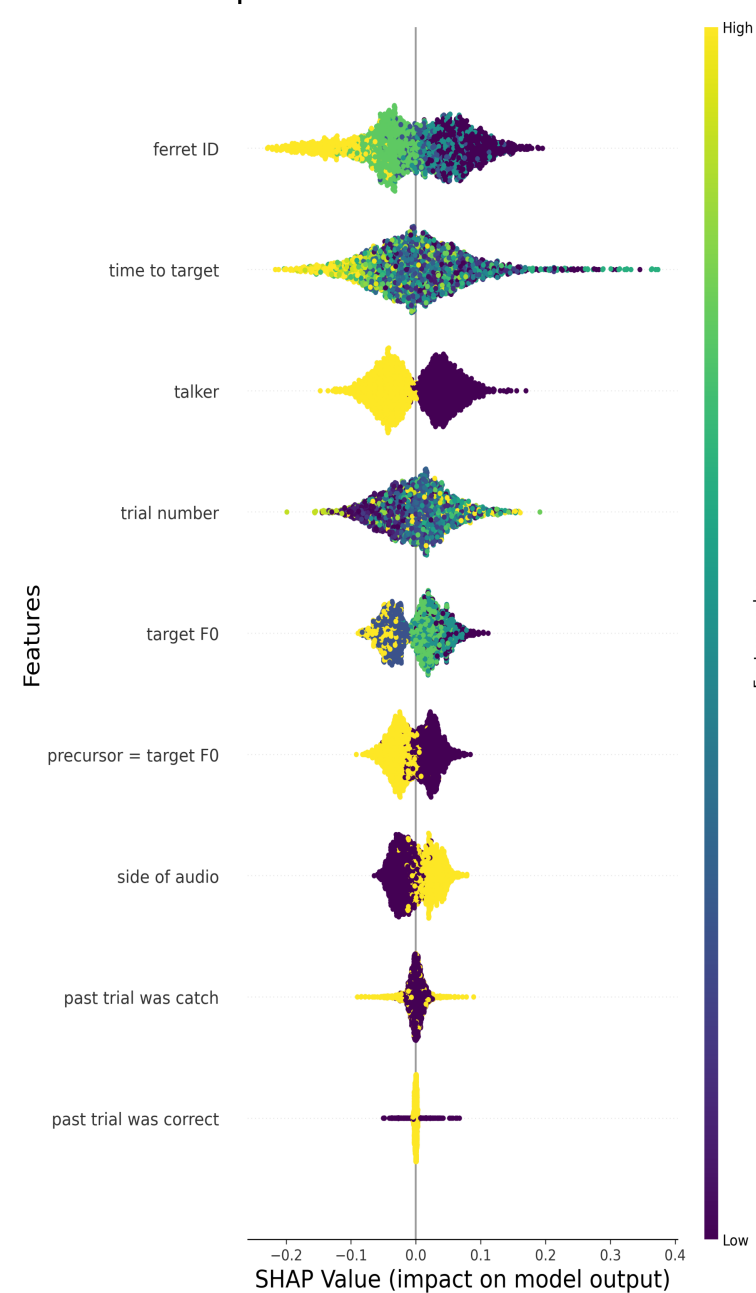 High
ferret ID
time to target
talker
trial number
target F0
precursor = target F0
side of audio
past trial was catch
past trial was correct
Features
Low
−0.2 −0.1 0.0 0.1 0.2 0.3 0.4
SHAP Value (impact on model output)